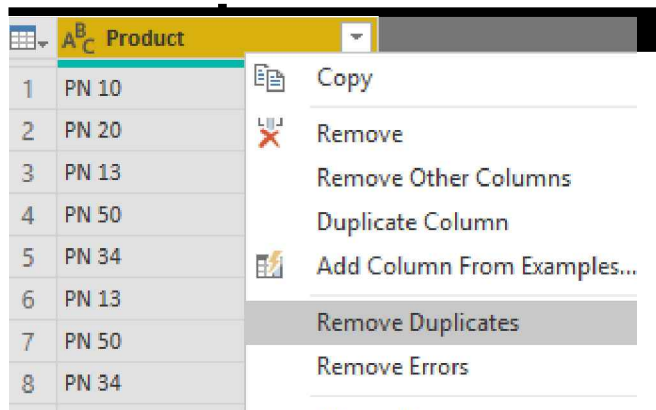 ABC Product
1 PN 10
2 PN 20
3 PN 13
4 PN 50
5 PN 34
6 PN 13
7 PN 50
8 PN 34
Copy
Remove
Remove Other Columns
Duplicate Column
Add Column From Examples...
Remove Duplicates
Remove Errors